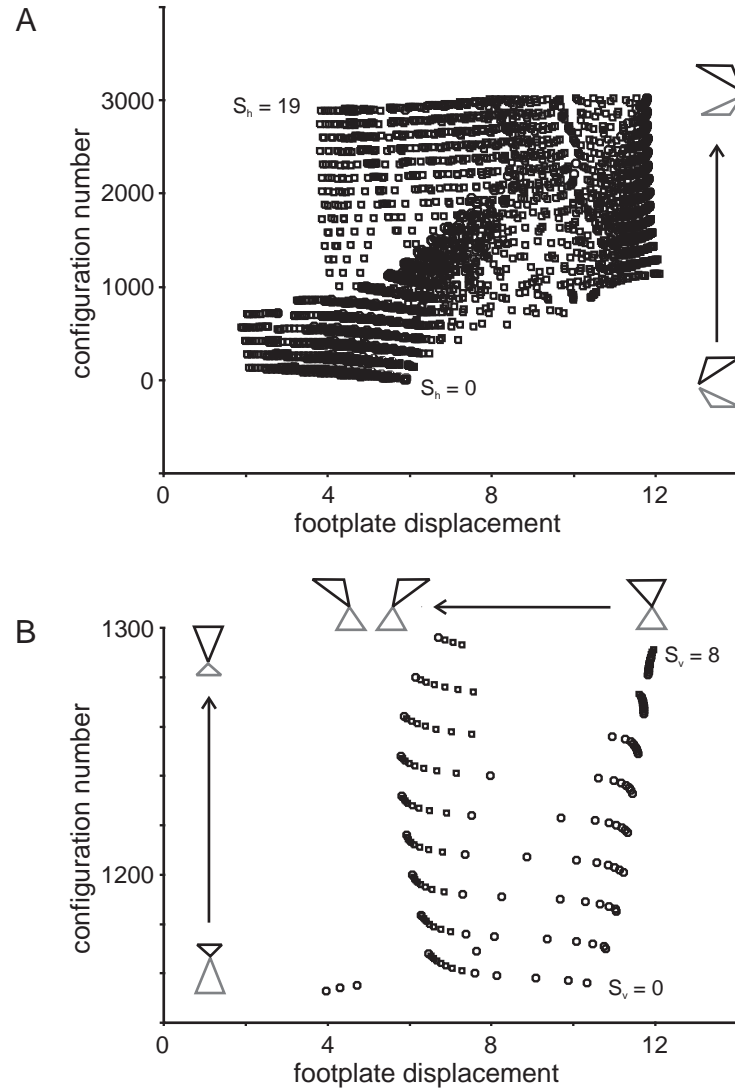 A
3000
2000
1000
0
configuration number
S_h = 19
S_h = 0
0 4 8 12
footplate displacement
B
1300
1200
configuration number
S_v = 8
S_v = 0
0 4 8 12
footplate displacement